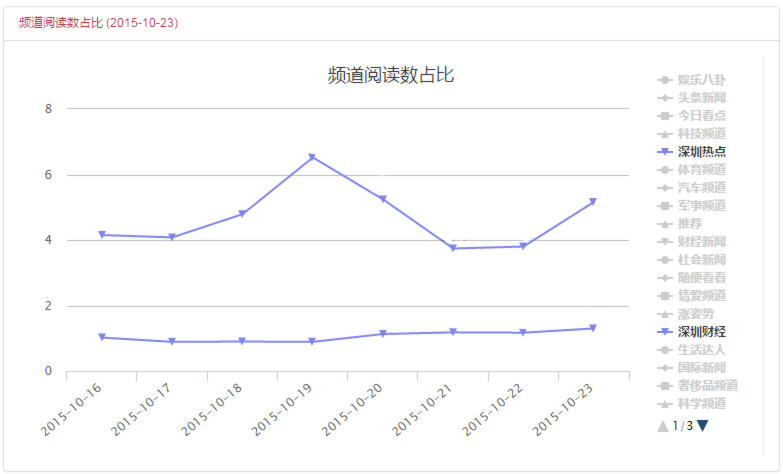 频道阅读数占比 (2015-10-23)
频道阅读数占比
8
6
4
2
0
2015-10-16
2015-10-17
2015-10-18
2015-10-19
2015-10-20
2015-10-21
2015-10-22
2015-10-23
娱乐八卦
头条新闻
今日看点
科技频道
深圳热点
体育频道
汽车频道
军事频道
推荐
财经新闻
社会新闻
随便看看
情爱频道
涨姿势
深圳财经
生活达人
国际新闻
奢侈品频道
科学频道
1/3